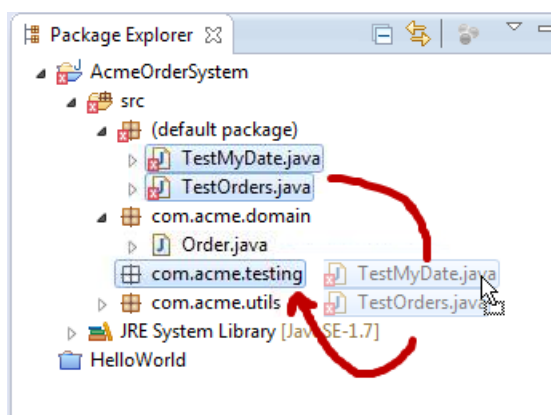 Package Explorer
AcmeOrderSystem
src
(default package)
TestMyDate.java
TestOrders.java
com.acme.domain
Order.java
com.acme.testing TestMyDate.java
com.acme.utils TestOrders.java
JRE System Library [JavaSE-1.7]
HelloWorld